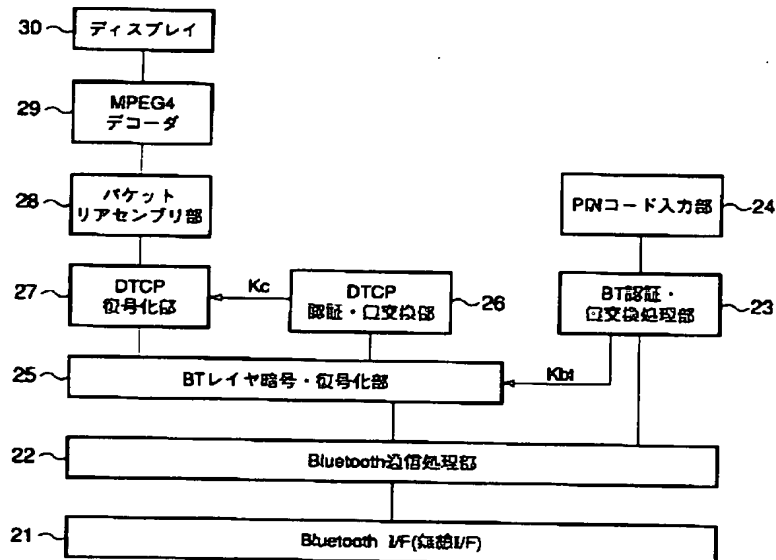 30
ディスプレイ
29
MPEG4
デコーダ
28
パケット
リアセンブリ部
PINコード入力部
24
27
DTCP
復号化部
Kc
DTCP
認証・鍵交換部
26
BT認証・
鍵交換処理部
23
25
BTレイヤ暗号・復号化部
Kbt
22
Bluetooth通信処理部
21
Bluetooth I/F(無線I/F)